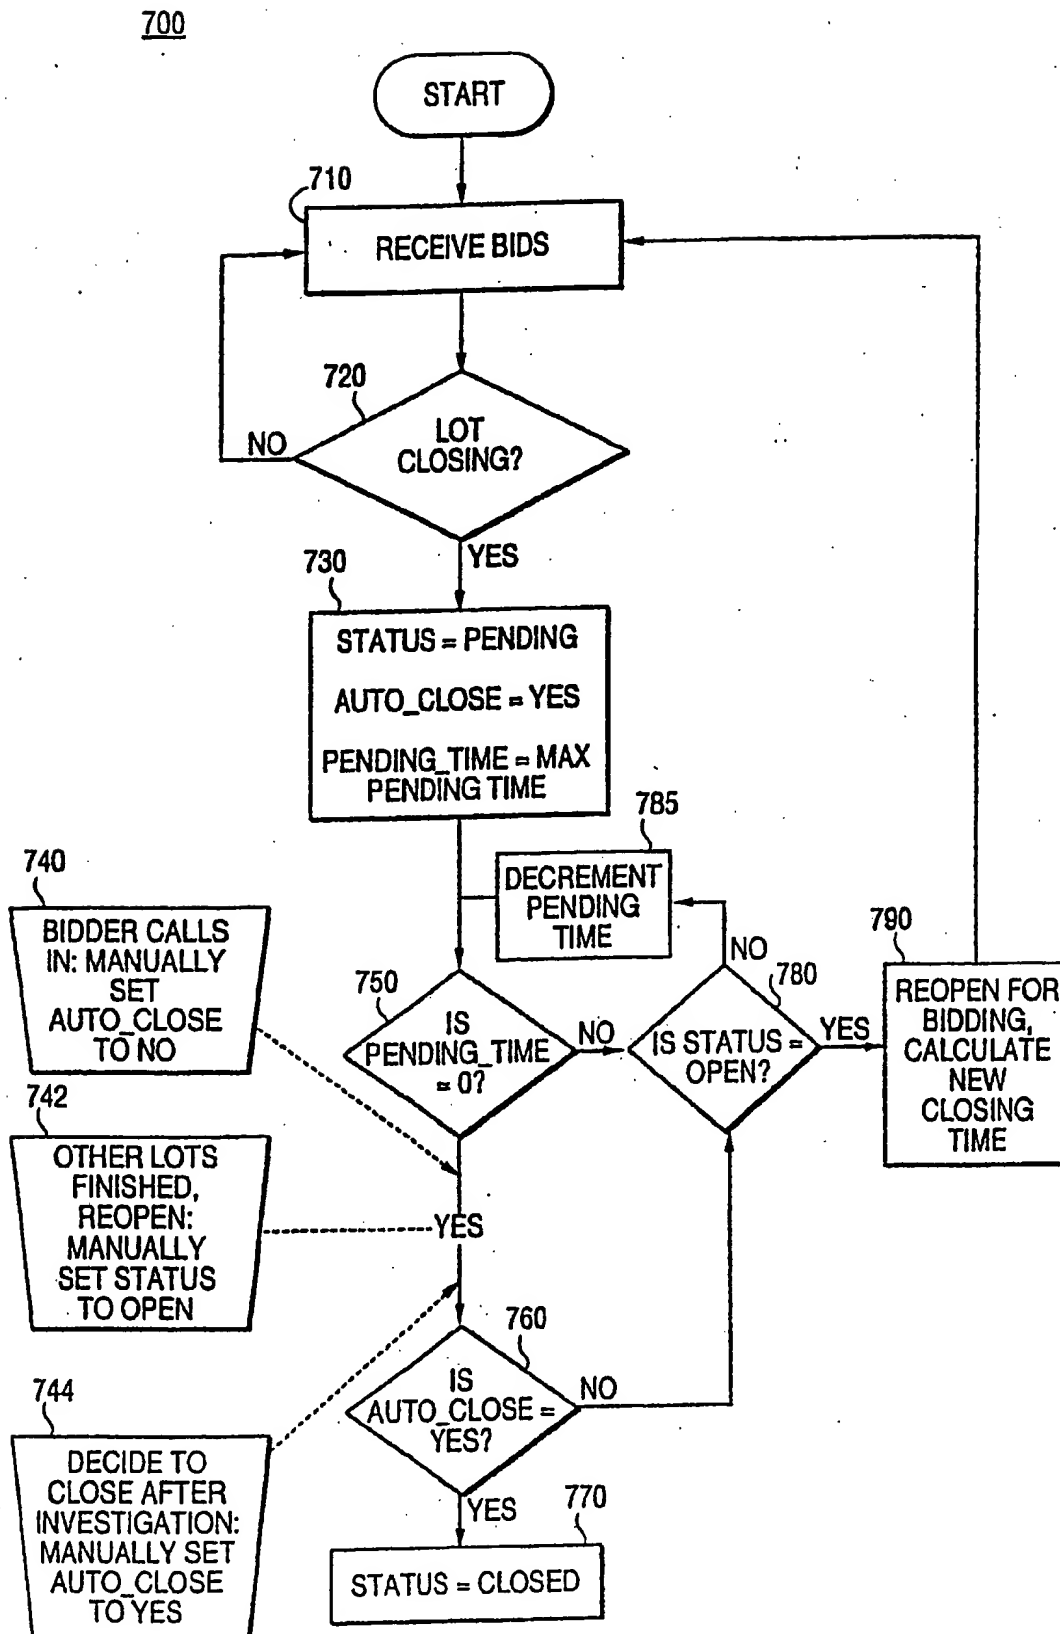 700
START
710
RECEIVE BIDS
720
LOT
CLOSING?
NO
YES
730
STATUS = PENDING
AUTO_CLOSE = YES
PENDING_TIME = MAX
PENDING TIME
785
DECREMENT
PENDING
TIME
740
BIDDER CALLS
IN: MANUALLY
SET
AUTO_CLOSE
TO NO
750
IS
PENDING_TIME
= 0?
NO
NO
780
IS STATUS =
OPEN?
YES
790
REOPEN FOR
BIDDING,
CALCULATE
NEW
CLOSING
TIME
742
OTHER LOTS
FINISHED,
REOPEN:
MANUALLY
SET STATUS
TO OPEN
YES
760
IS
AUTO_CLOSE =
YES?
NO
YES
744
DECIDE TO
CLOSE AFTER
INVESTIGATION:
MANUALLY SET
AUTO_CLOSE
TO YES
770
STATUS = CLOSED